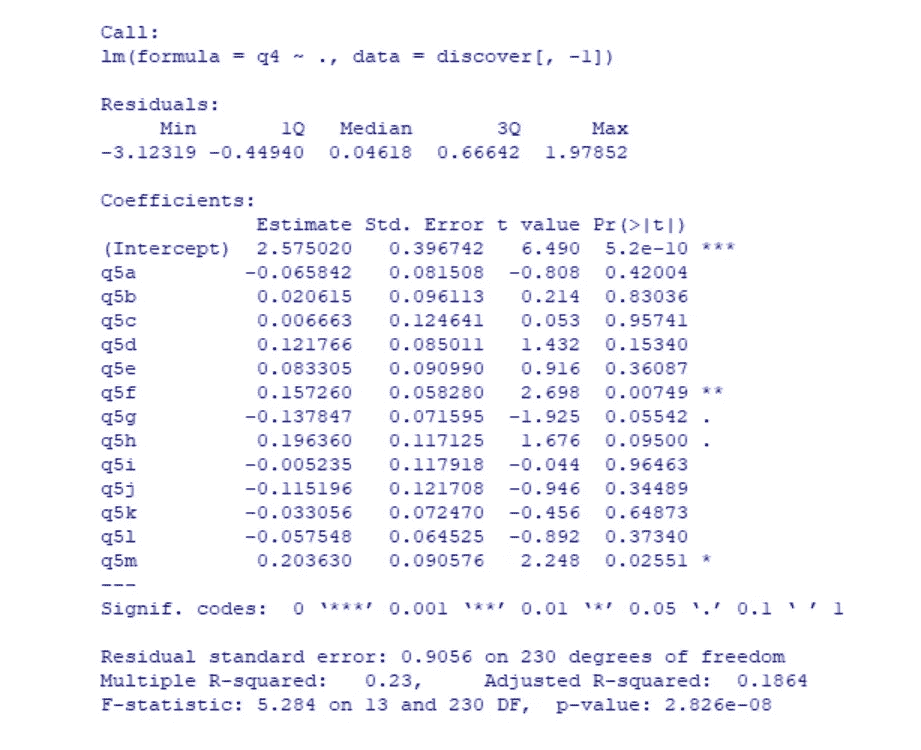 Call:
lm(formula = q4 ~ ., data = discover[, -1])
Residuals:
     Min       1Q   Median       3Q      Max
-3.12319 -0.44940  0.04618  0.66642  1.97852
Coefficients:
             Estimate Std. Error t value Pr(>|t|)
(Intercept)  2.575020   0.396742   6.490  5.2e-10 ***
q5a         -0.065842   0.081508  -0.808  0.42004
q5b          0.020615   0.096113   0.214  0.83036
q5c          0.006663   0.124641   0.053  0.95741
q5d          0.121766   0.085011   1.432  0.15340
q5e          0.083305   0.090990   0.916  0.36087
q5f          0.157260   0.058280   2.698  0.00749 **
q5g         -0.137847   0.071595  -1.925  0.05542 .
q5h          0.196360   0.117125   1.676  0.09500 .
q5i         -0.005235   0.117918  -0.044  0.96463
q5j         -0.115196   0.121708  -0.946  0.34489
q5k         -0.033056   0.072470  -0.456  0.64873
q5l         -0.057548   0.064525  -0.892  0.37340
q5m          0.203630   0.090576   2.248  0.02551 *
---
Signif. codes:  0 ‘***’ 0.001 ‘**’ 0.01 ‘*’ 0.05 ‘.’ 0.1 ‘ ’ 1
Residual standard error: 0.9056 on 230 degrees of freedom
Multiple R-squared:   0.23,     Adjusted R-squared:  0.1864
F-statistic: 5.284 on 13 and 230 DF,  p-value: 2.826e-08